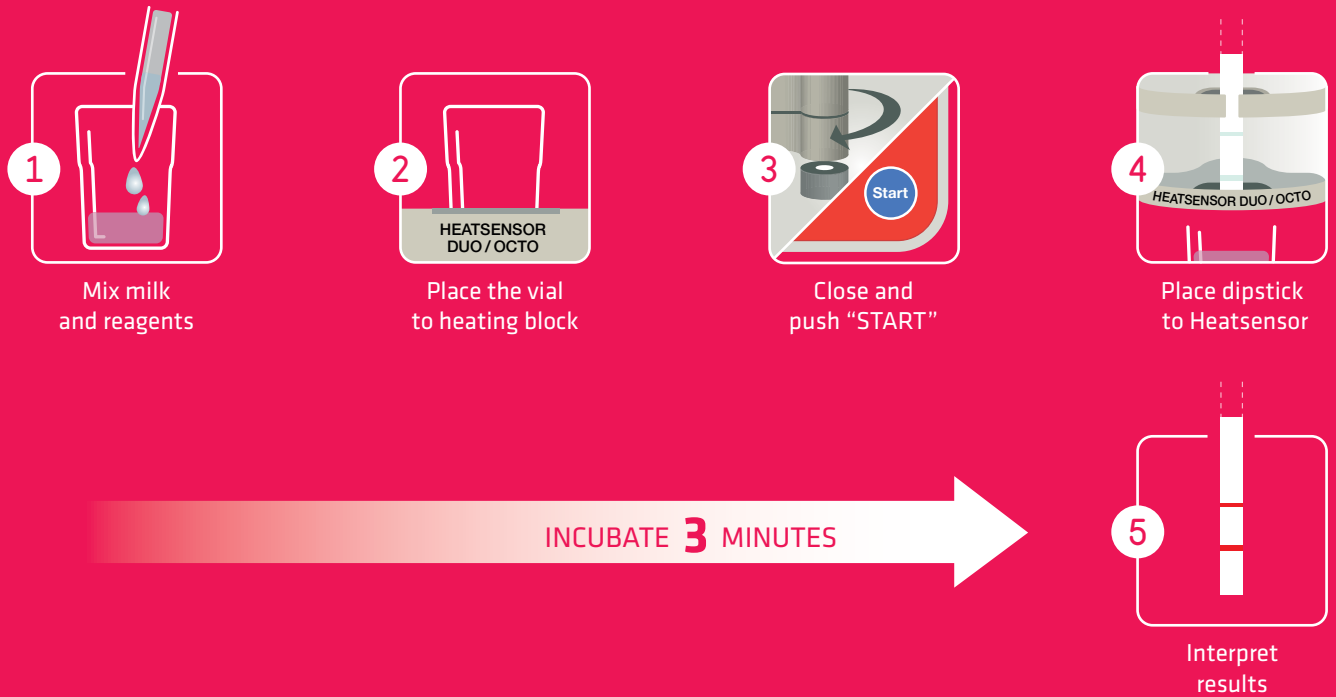 1
Mix milk
and reagents
2
HEATSENSOR
DUO / OCTO
Place the vial
to heating block
3
Start
Close and
push “START”
4
HEATSENSOR DUO / OCTO
Place dipstick
to Heatsensor
INCUBATE 3 MINUTES
5
Interpret
results